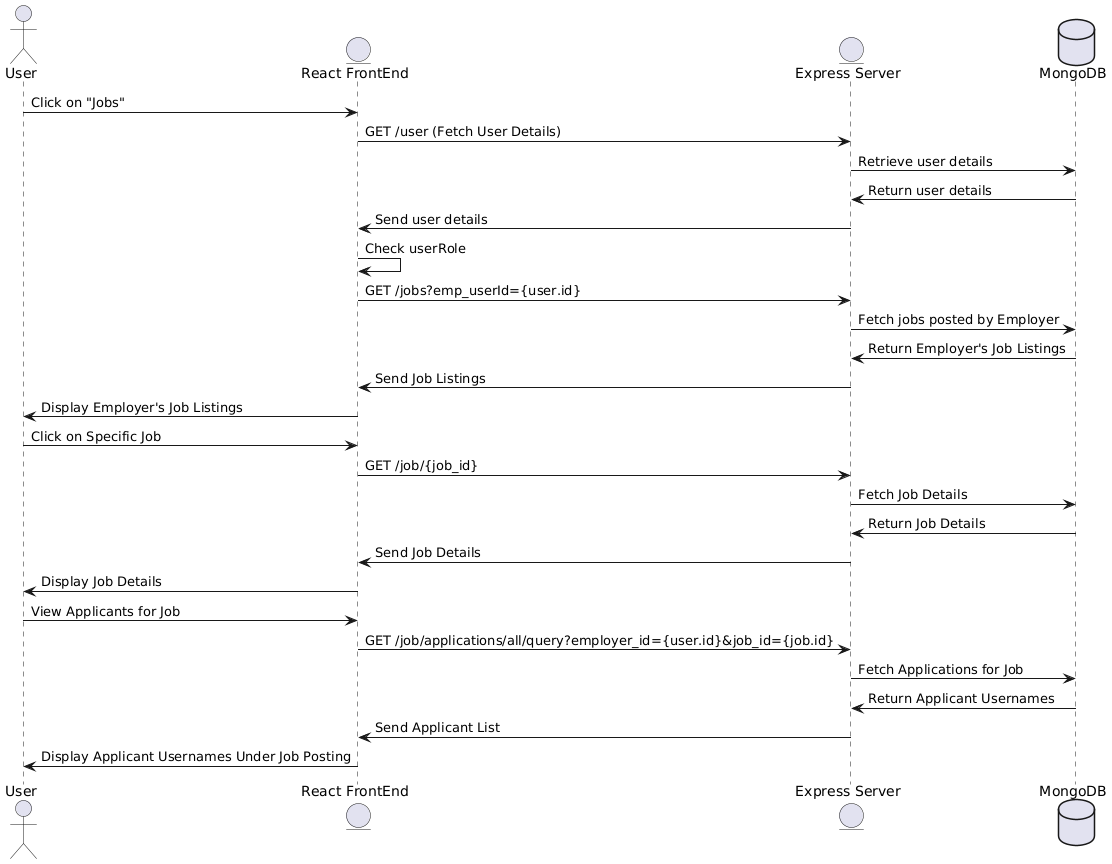 User
React FrontEnd
Express Server
MongoDB
Click on "Jobs"
GET /user (Fetch User Details)
Retrieve user details
Return user details
Send user details
Check userRole
GET /jobs?emp_userId={user.id}
Fetch jobs posted by Employer
Return Employer's Job Listings
Send Job Listings
Display Employer's Job Listings
Click on Specific Job
GET /job/{job_id}
Fetch Job Details
Return Job Details
Send Job Details
Display Job Details
View Applicants for Job
GET /job/applications/all/query?employer_id={user.id}&job_id={job.id}
Fetch Applications for Job
Return Applicant Usernames
Send Applicant List
Display Applicant Usernames Under Job Posting
User
React FrontEnd
Express Server
MongoDB